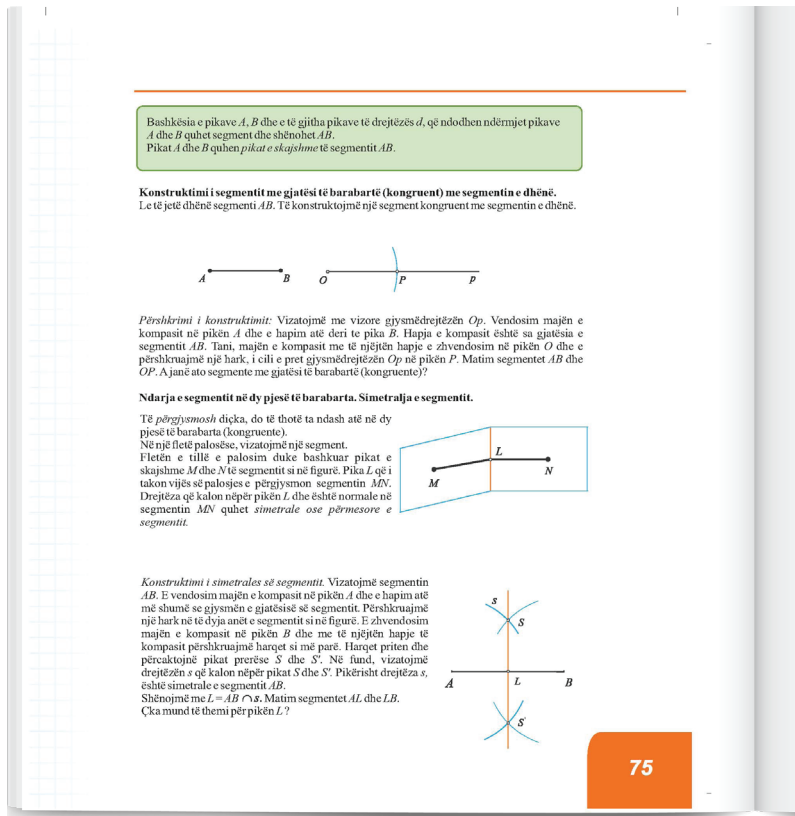 Bashkësia e pikave A, B dhe e të gjitha pikave të drejtëzës d, që ndodhen ndërmjet pikave
A dhe B quhet segment dhe shënohet AB.
Pikat A dhe B quhen pikat e skajshme të segmentit AB.
Konstruktimi i segmentit me gjatësi të barabartë (kongruent) me segmentin e dhënë.
Le të jetë dhënë segmenti AB. Të konstruktojmë një segment kongruent me segmentin e dhënë.
A B O P p
Përshkrimi i konstruktimit: Vizatojmë me vizore gjysmëdrejtëzën Op. Vendosim majën e
kompasit në pikën A dhe e hapim atë deri te pika B. Hapja e kompasit është sa gjatësia e
segmentit AB. Tani, majën e kompasit me të njëjtën hapje e zhvendosim në pikën O dhe e
përshkruajmë një hark, i cili e pret gjysmëdrejtëzën Op në pikën P. Matim segmentet AB dhe
OP. A janë ato segmente me gjatësi të barabartë (kongruente)?
Ndarja e segmentit në dy pjesë të barabarta. Simetralja e segmentit.
Të përgjysmosh diçka, do të thotë ta ndash atë në dy
pjesë të barabarta (kongruente).
Në një fletë palosëse, vizatojmë një segment.
Fletën e tillë e palosim duke bashkuar pikat e
skajshme M dhe N të segmentit si në figurë. Pika L që i
takon vijës së palosjes e përgjysmon segmentin MN.
Drejtëza që kalon nëpër pikën L dhe është normale në
segmentin MN quhet simetrale ose përmesore e
segmentit.
L
M
N
Konstruktimi i simetrales së segmentit. Vizatojmë segmentin
AB. E vendosim majën e kompasit në pikën A dhe e hapim atë
më shumë se gjysmën e gjatësisë së segmentit. Përshkruajmë
një hark në të dyja anët e segmentit si në figurë. E zhvendosim
majën e kompasit në pikën B dhe me të njëjtën hapje të
kompasit përshkruajmë harqet si më parë. Harqet priten dhe
përcaktojnë pikat prerëse S dhe S'. Në fund, vizatojmë
drejtëzën s që kalon nëpër pikat S dhe S'. Pikërisht drejtëza s,
është simetrale e segmentit AB.
Shënojmë me L = AB ∩ s. Matim segmentet AL dhe LB.
Çka mund të themi për pikën L ?
s
S
A L B
S'
75